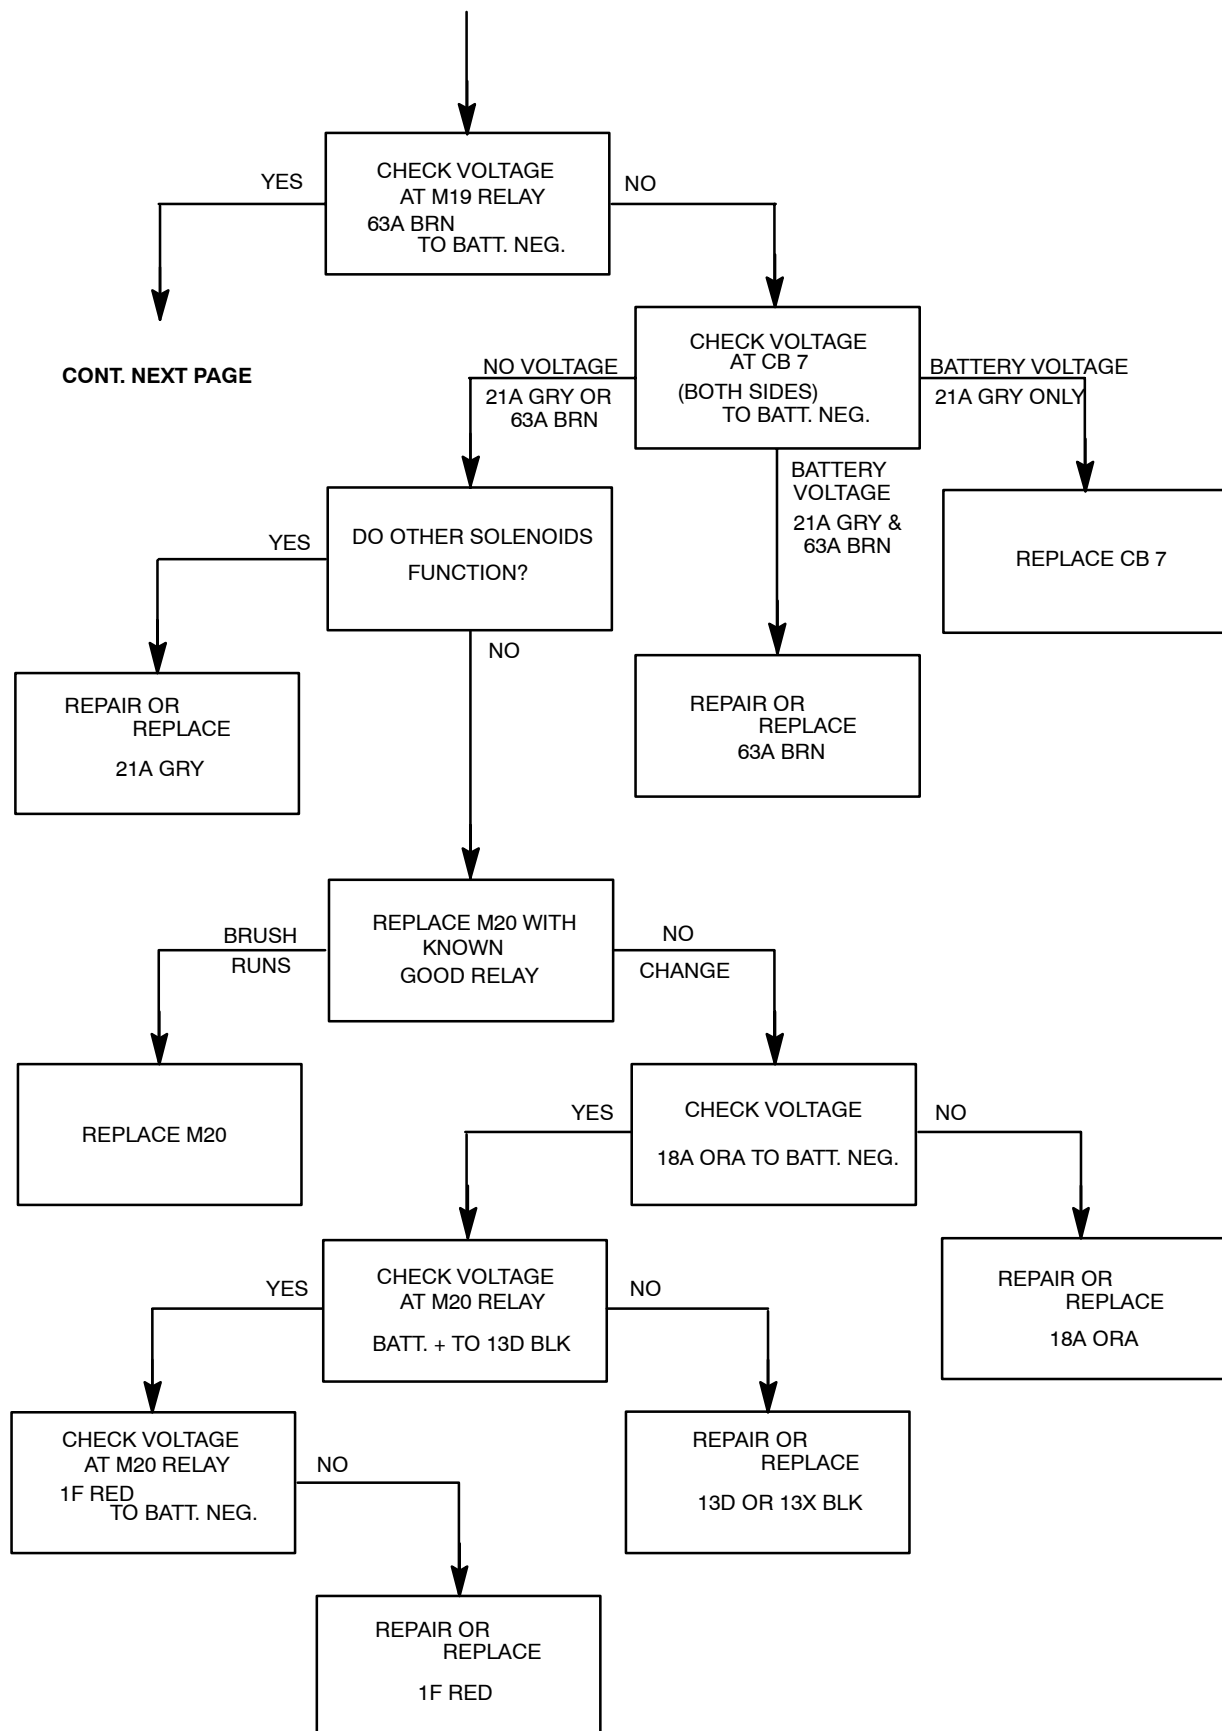 CHECK VOLTAGE
AT M19 RELAY
63A BRN
TO BATT. NEG.
YES
NO
CONT. NEXT PAGE
CHECK VOLTAGE
AT CB 7
(BOTH SIDES)
TO BATT. NEG.
NO VOLTAGE
21A GRY OR
63A BRN
BATTERY VOLTAGE
21A GRY ONLY
BATTERY
VOLTAGE
21A GRY &
63A BRN
REPLACE CB 7
DO OTHER SOLENOIDS
FUNCTION?
YES
NO
REPAIR OR
REPLACE
21A GRY
REPAIR OR
REPLACE
63A BRN
REPLACE M20 WITH
KNOWN
GOOD RELAY
BRUSH
RUNS
NO
CHANGE
REPLACE M20
CHECK VOLTAGE
18A ORA TO BATT. NEG.
YES
NO
CHECK VOLTAGE
AT M20 RELAY
BATT. + TO 13D BLK
YES
NO
REPAIR OR
REPLACE
18A ORA
CHECK VOLTAGE
AT M20 RELAY
1F RED
TO BATT. NEG.
NO
REPAIR OR
REPLACE
13D OR 13X BLK
REPAIR OR
REPLACE
1F RED